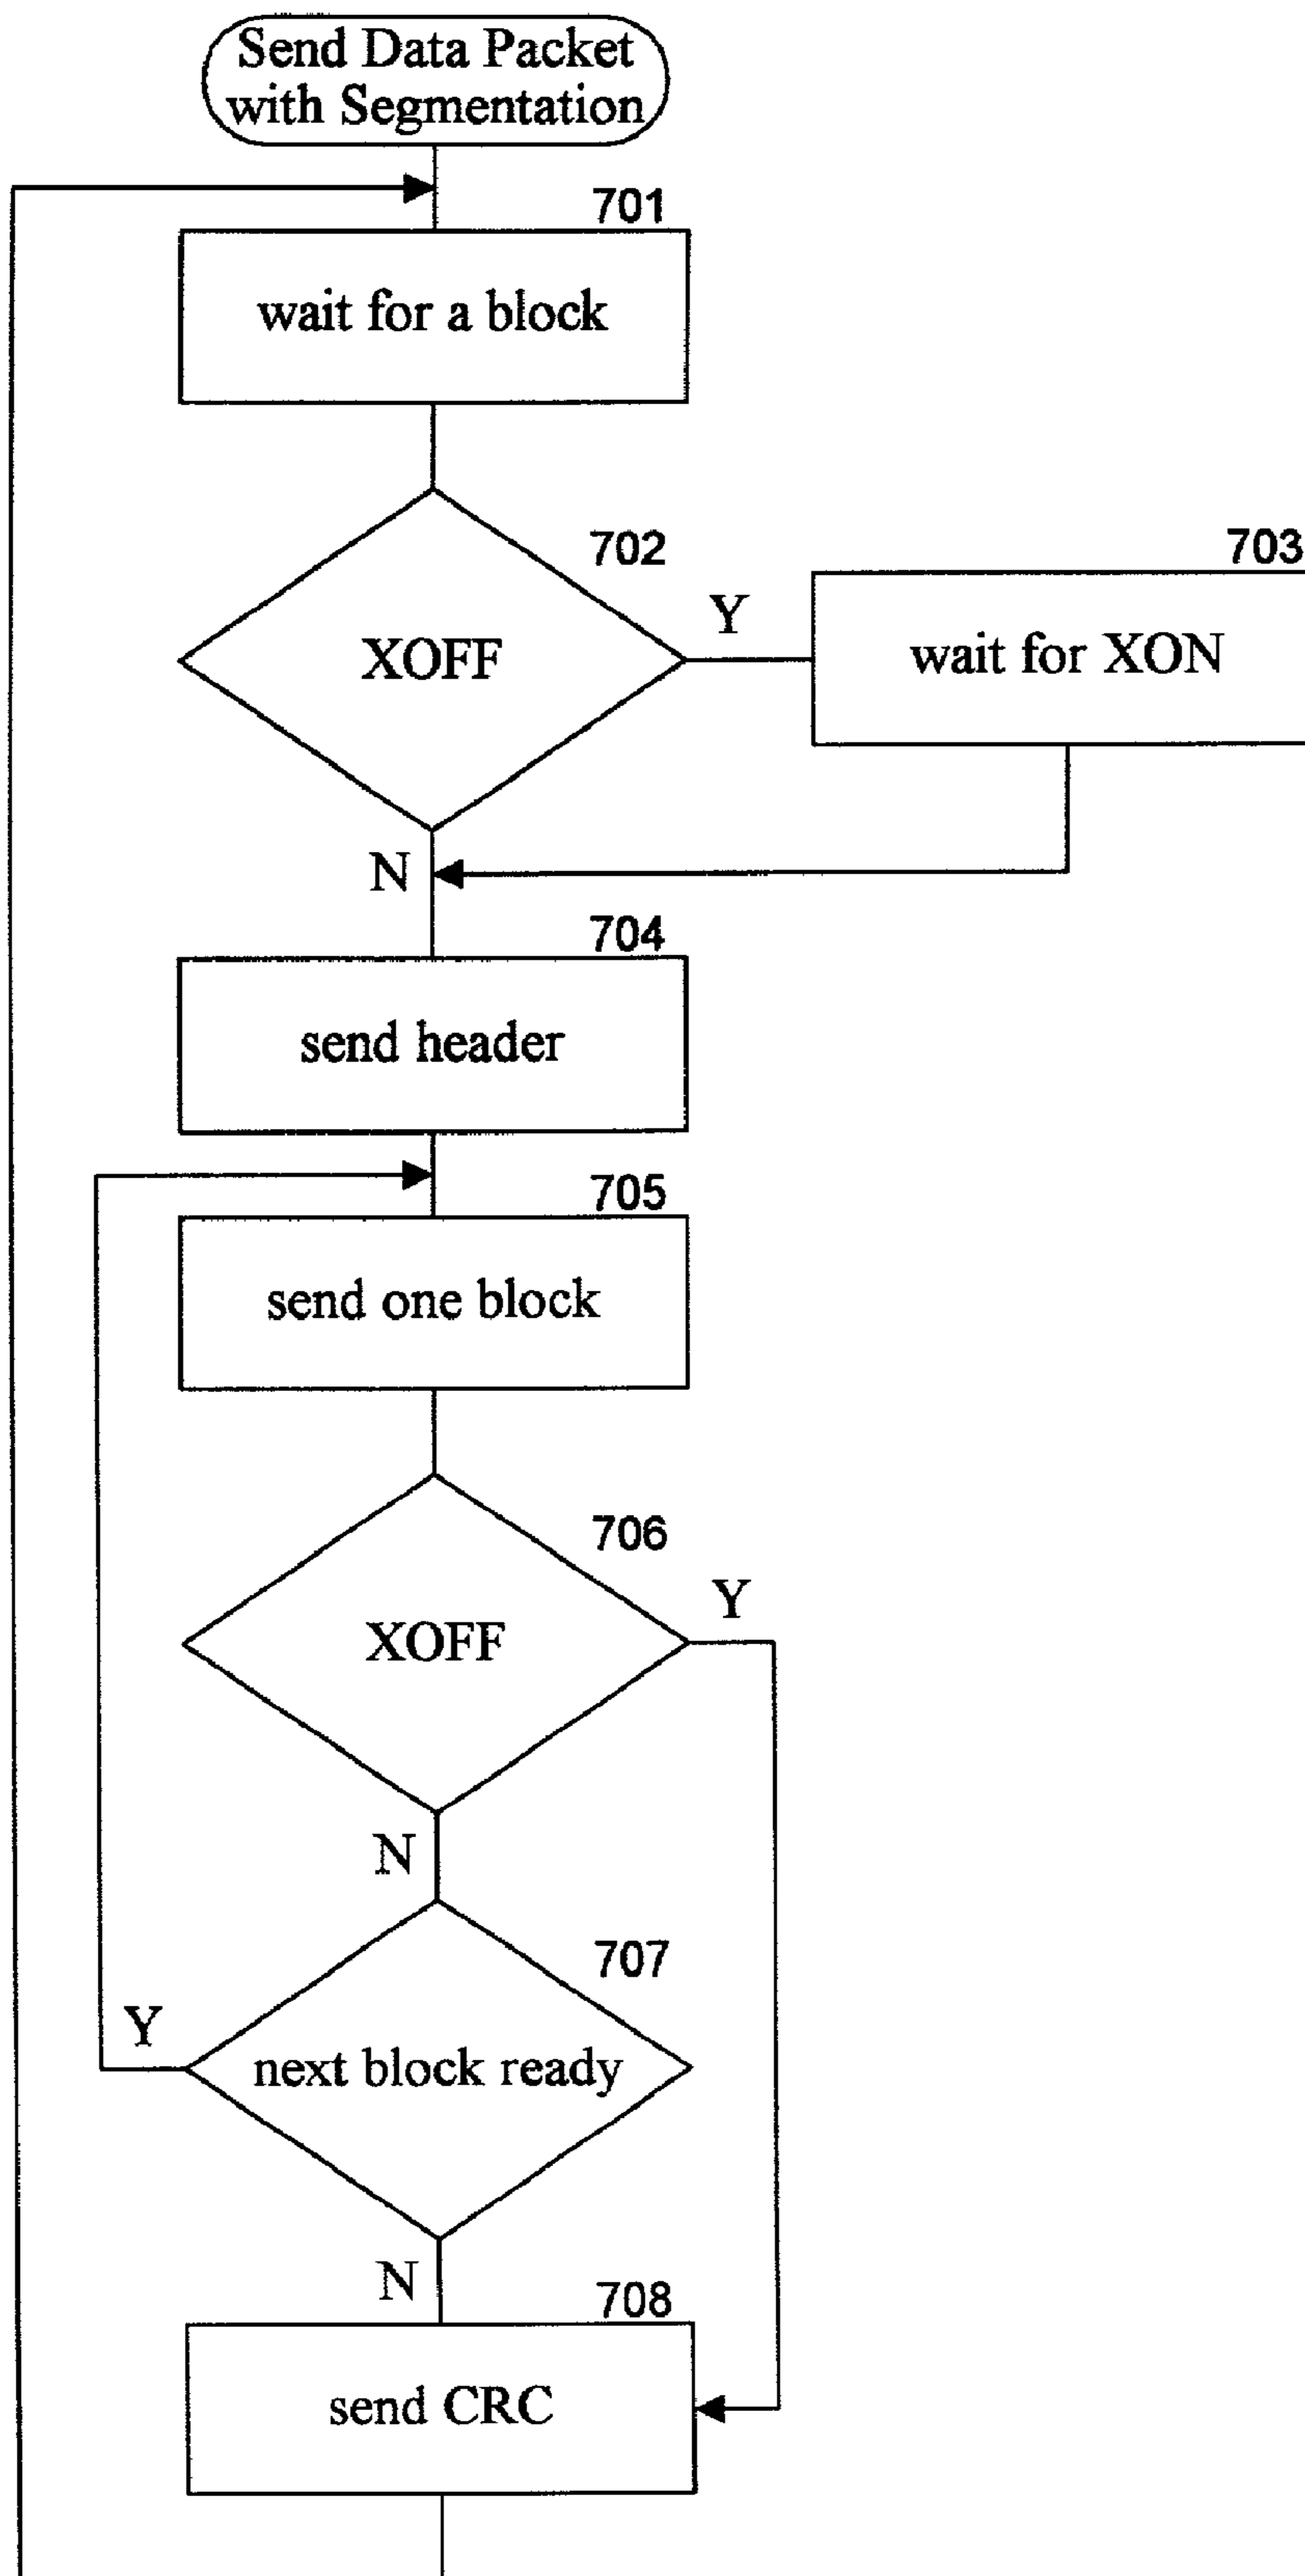 Send Data Packet
with Segmentation
701
wait for a block
702
XOFF
Y
703
wait for XON
N
704
send header
705
send one block
706
XOFF
Y
N
707
Y
next block ready
N
708
send CRC